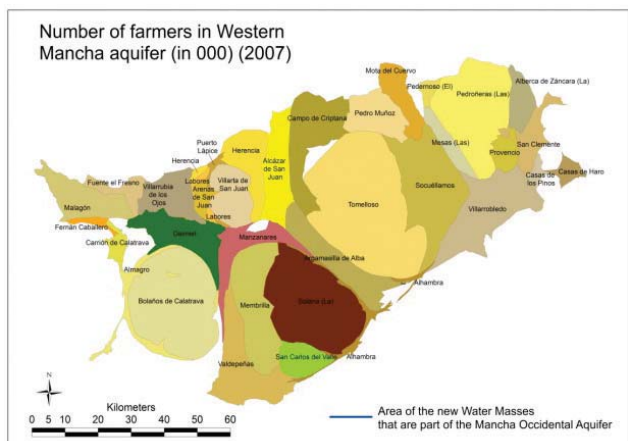 Number of farmers in Western
Mancha aquifer (in 000) (2007)
Mota del Cuervo
Pedernoso (El)
Pedroñeras (Las)
Alberca de Záncara (La)
Campo de Criptana
Pedro Muñoz
Puerto
Lápice
Herencia
Herencia
Alcázar de
San Juan
Mesas (Las)
Provencio
San Clemente
Fuente el Fresno
Villarrubia
de los
Ojos
Labores
Arenas
de San
Juan
Villarta de
San Juan
Casas de
los Pinos
Casas de Haro
Malagón
Socuéllamos
Tomelloso
Villarrobledo
Fernán Caballero
Labores
Carrión de Calatrava
Daimiel
Manzanares
Argamasilla de Alba
Almagro
Alhambra
Bolaños de Calatrava
Membrilla
Solana (La)
San Carlos del Valle
Alhambra
Valdepeñas
N
Kilometers
0 5 10 20 30 40 50 60
Area of the new Water Masses
that are part of the Mancha Occidental Aquifer